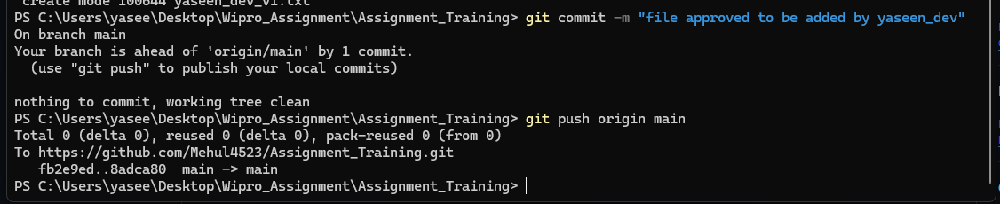 create mode 100644 yaseen_dev_v1.txt
PS C:\Users\yasee\Desktop\Wipro_Assignment\Assignment_Training> git commit -m "file approved to be added by yaseen_dev"
On branch main
Your branch is ahead of 'origin/main' by 1 commit.
  (use "git push" to publish your local commits)

nothing to commit, working tree clean
PS C:\Users\yasee\Desktop\Wipro_Assignment\Assignment_Training> git push origin main
Total 0 (delta 0), reused 0 (delta 0), pack-reused 0 (from 0)
To https://github.com/Mehul4523/Assignment_Training.git
   fb2e9ed..8adca80  main -> main
PS C:\Users\yasee\Desktop\Wipro_Assignment\Assignment_Training>